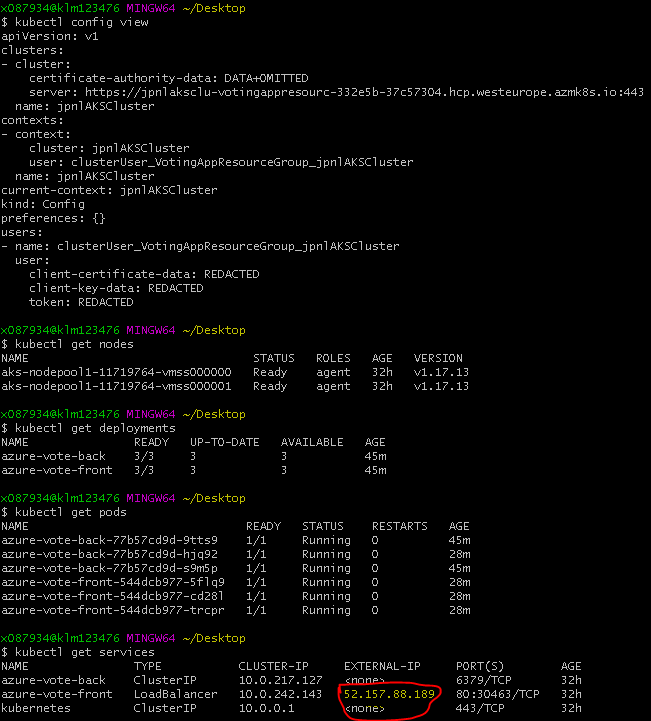 x087934@klm123476 MINGW64 ~/Desktop
$ kubectl config view
apiVersion: v1
clusters:
- cluster:
    certificate-authority-data: DATA+OMITTED
    server: https://jpnlaksclu-votingappresourc-332e5b-37c57304.hcp.westeurope.azmk8s.io:443
  name: jpnlAKSCluster
contexts:
- context:
    cluster: jpnlAKSCluster
    user: clusterUser_VotingAppResourceGroup_jpnlAKSCluster
  name: jpnlAKSCluster
current-context: jpnlAKSCluster
kind: Config
preferences: {}
users:
- name: clusterUser_VotingAppResourceGroup_jpnlAKSCluster
  user:
    client-certificate-data: REDACTED
    client-key-data: REDACTED
    token: REDACTED
x087934@klm123476 MINGW64 ~/Desktop
$ kubectl get nodes
NAME                                STATUS   ROLES   AGE   VERSION
aks-nodepool1-11719764-vmss000000   Ready    agent   32h   v1.17.13
aks-nodepool1-11719764-vmss000001   Ready    agent   32h   v1.17.13
x087934@klm123476 MINGW64 ~/Desktop
$ kubectl get deployments
NAME               READY   UP-TO-DATE   AVAILABLE   AGE
azure-vote-back    3/3     3            3           45m
azure-vote-front   3/3     3            3           45m
x087934@klm123476 MINGW64 ~/Desktop
$ kubectl get pods
NAME                                READY   STATUS    RESTARTS   AGE
azure-vote-back-77b57cd9d-9tts9     1/1     Running   0          45m
azure-vote-back-77b57cd9d-hjq92     1/1     Running   0          28m
azure-vote-back-77b57cd9d-s9m5p     1/1     Running   0          45m
azure-vote-front-544dcb977-5flq9    1/1     Running   0          28m
azure-vote-front-544dcb977-cd28l    1/1     Running   0          28m
azure-vote-front-544dcb977-trcpr    1/1     Running   0          28m
x087934@klm123476 MINGW64 ~/Desktop
$ kubectl get services
NAME               TYPE           CLUSTER-IP     EXTERNAL-IP     PORT(S)        AGE
azure-vote-back    ClusterIP      10.0.217.127   <none>          6379/TCP       32h
azure-vote-front   LoadBalancer   10.0.242.143   52.157.88.189   80:30463/TCP   32h
kubernetes         ClusterIP      10.0.0.1       <none>          443/TCP        32h